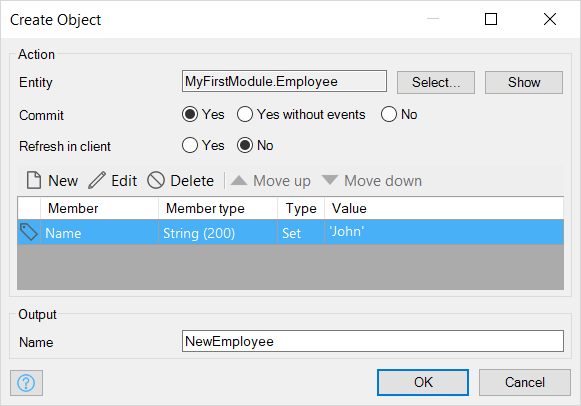 Create Object
Action
Entity MyFirstModule.Employee Select... Show
Commit Yes Yes without events No
Refresh in client Yes No
New Edit Delete Move up Move down
Member Member type Type Value
Name String (200) Set 'John'
Output
Name NewEmployee
? OK Cancel